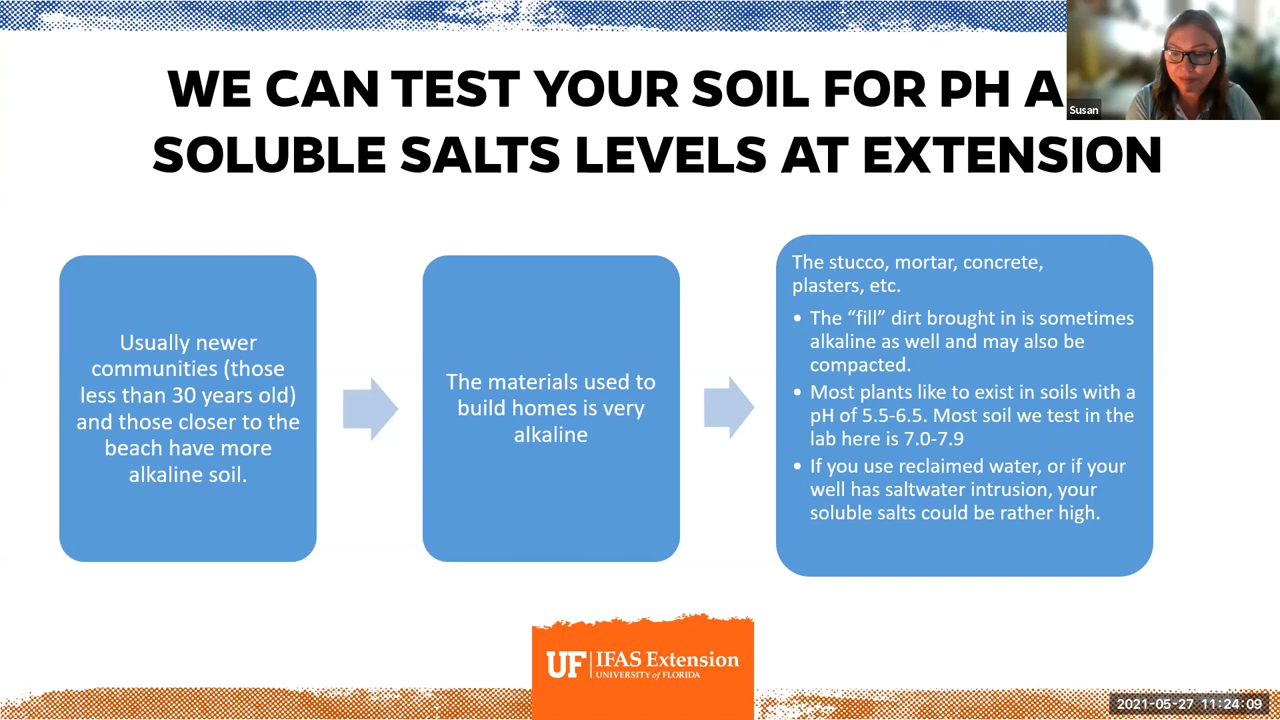 WE CAN TEST YOUR SOIL FOR PH A
SOLUBLE SALTS LEVELS AT EXTENSION
Susan
Usually newer
communities (those
less than 30 years old)
and those closer to the
beach have more
alkaline soil.
The materials used to
build homes is very
alkaline
The stucco, mortar, concrete,
plasters, etc.
• The “fill” dirt brought in is sometimes
alkaline as well and may also be
compacted.
• Most plants like to exist in soils with a
pH of 5.5-6.5. Most soil we test in the
lab here is 7.0-7.9
• If you use reclaimed water, or if your
well has saltwater intrusion, your
soluble salts could be rather high.
UF IFAS Extension
UNIVERSITY of FLORIDA
2021-05-27 11:24:09